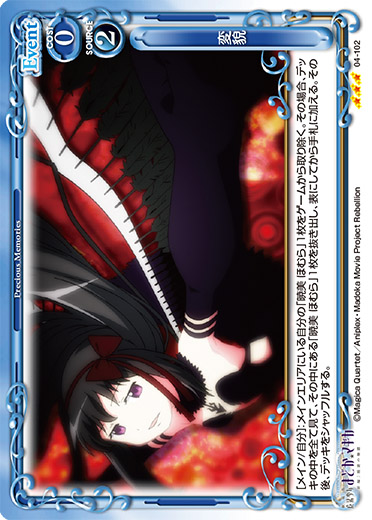 Event
COST
0
SOURCE
2
変貌
Precious Memories
[メイン/自分]:メインエリアにいる自分の「暁美 ほむら」1枚をゲームから取り除く。その場合、デッ
キの中を全て見て、その中にある「暁美 ほむら」1枚を抜き出し、表にしてから手札に加える。その
後、デッキをシャッフルする。
©Magica Quartet/Aniplex・Madoka Movie Project Rebellion
04-102